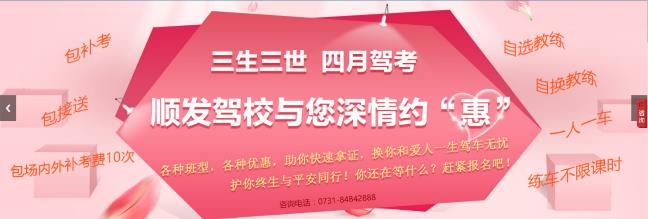 三生三世 四月驾考
顺发驾校与您深情约“惠”
各种班型，各种优惠，助你快速拿证，换你和爱人一生驾车无忧
护你终生与平安同行！你还在等什么？赶紧报名吧！
咨询电话：0731-84842888
包补考
包接送
包场内外补考费10次
自选教练
自换教练
一人一车
练车不限课时
咨询